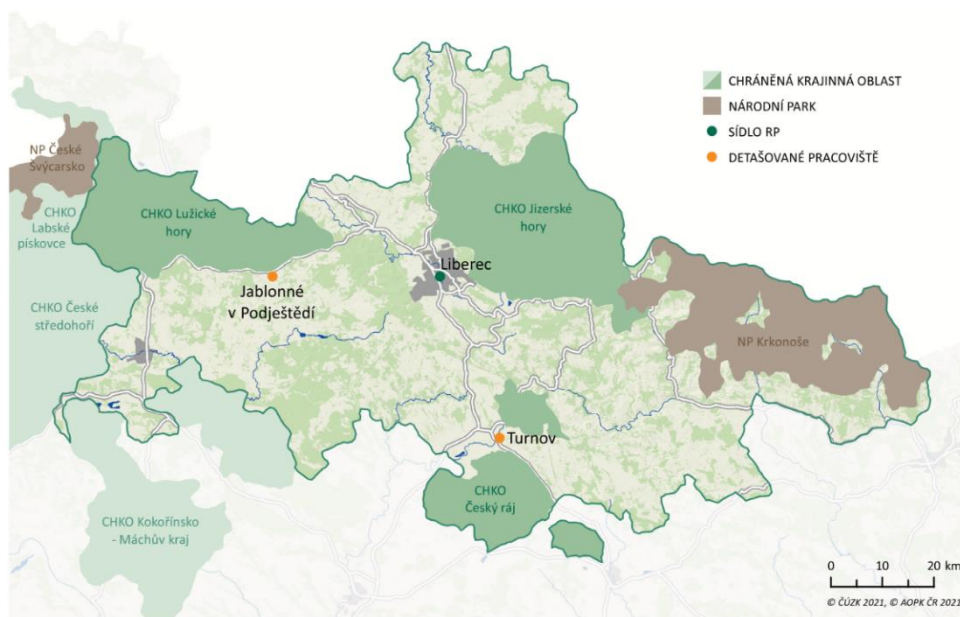 CHRÁNĚNÁ KRAJINNÁ OBLAST
NÁRODNÍ PARK
SÍDLO RP
DETAŠOVANÉ PRACOVIŠTĚ
NP České
Švýcarsko
CHKO
Labské
pískovce
CHKO Lužické
hory
CHKO Jizerské
hory
Liberec
Jablonné
v Podještědí
CHKO České
středohoří
NP Krkonoše
Turnov
CHKO
Český ráj
CHKO Kokořínsko
- Máchův kraj
0 10 20 km
© ČÚZK 2021, © AOPK ČR 2021